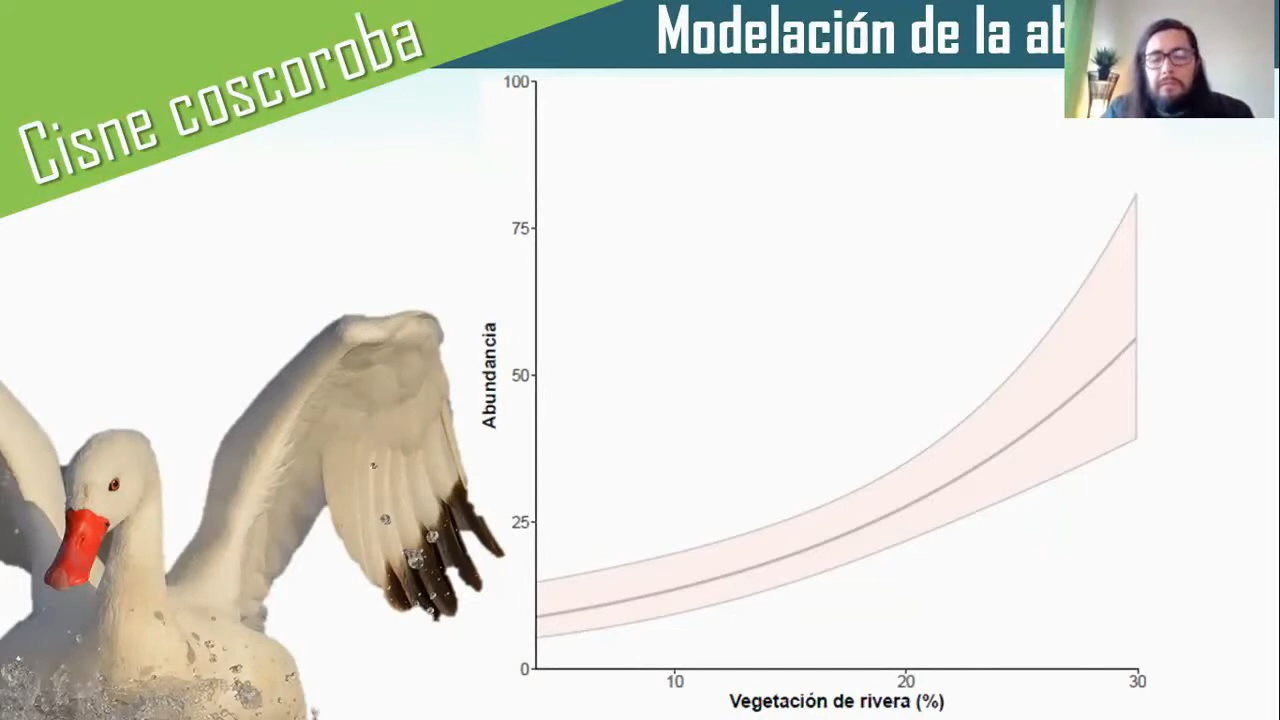 Cisne coscoroba
Modelación de la ab
100
75
50
25
0
Abundancia
10
20
30
Vegetación de rivera (%)